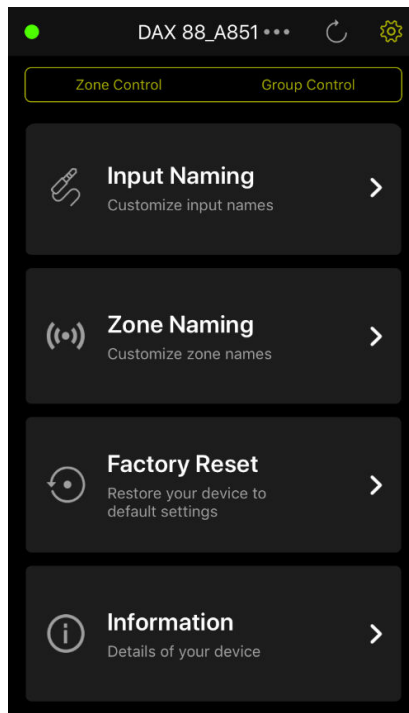 DAX 88_A851•••
Zone Control Group Control
Input Naming
Customize input names
Zone Naming
Customize zone names
Factory Reset
Restore your device to
default settings
Information
Details of your device